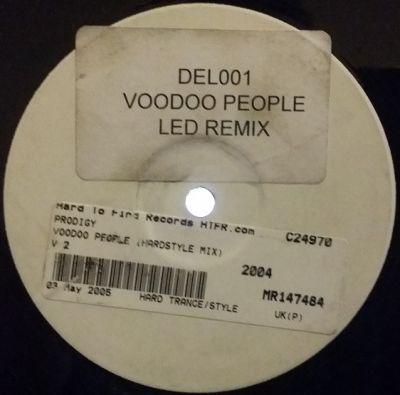 DEL001
VOODOO PEOPLE
LED REMIX
Hard To Find Records HTFR.com C24970
PRODIGY
VOODOO PEOPLE (HARDSTYLE MIX)
V 2
2004
03 May 2005 HARD TRANCE/STYLE MR147484
UK(P)